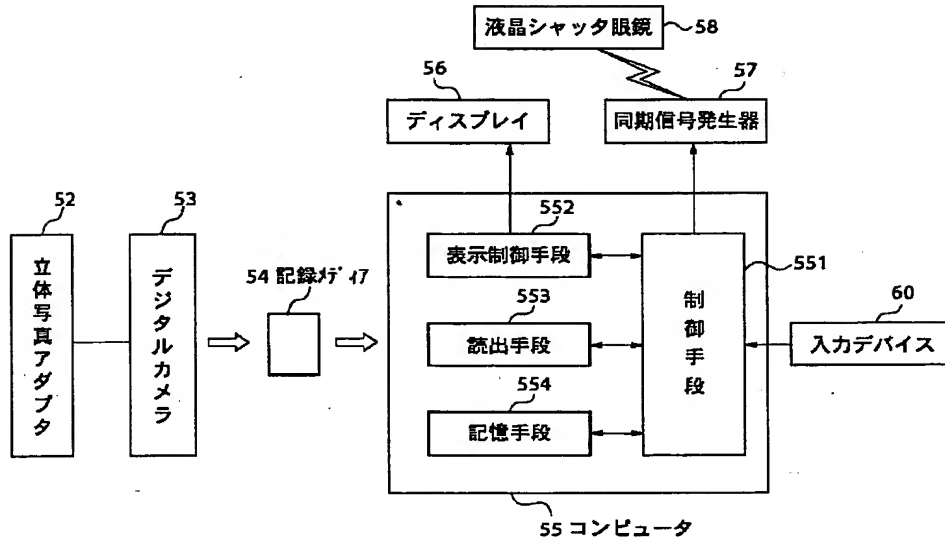 液晶シャッタ眼鏡
58
56
57
ディスプレイ
同期信号発生器
52
53
552
表示制御手段
551
立体写真アダプタ
デジタルカメラ
54 記録メディア
553
読出手段
制御手段
60
入力デバイス
554
記憶手段
55 コンピュータ